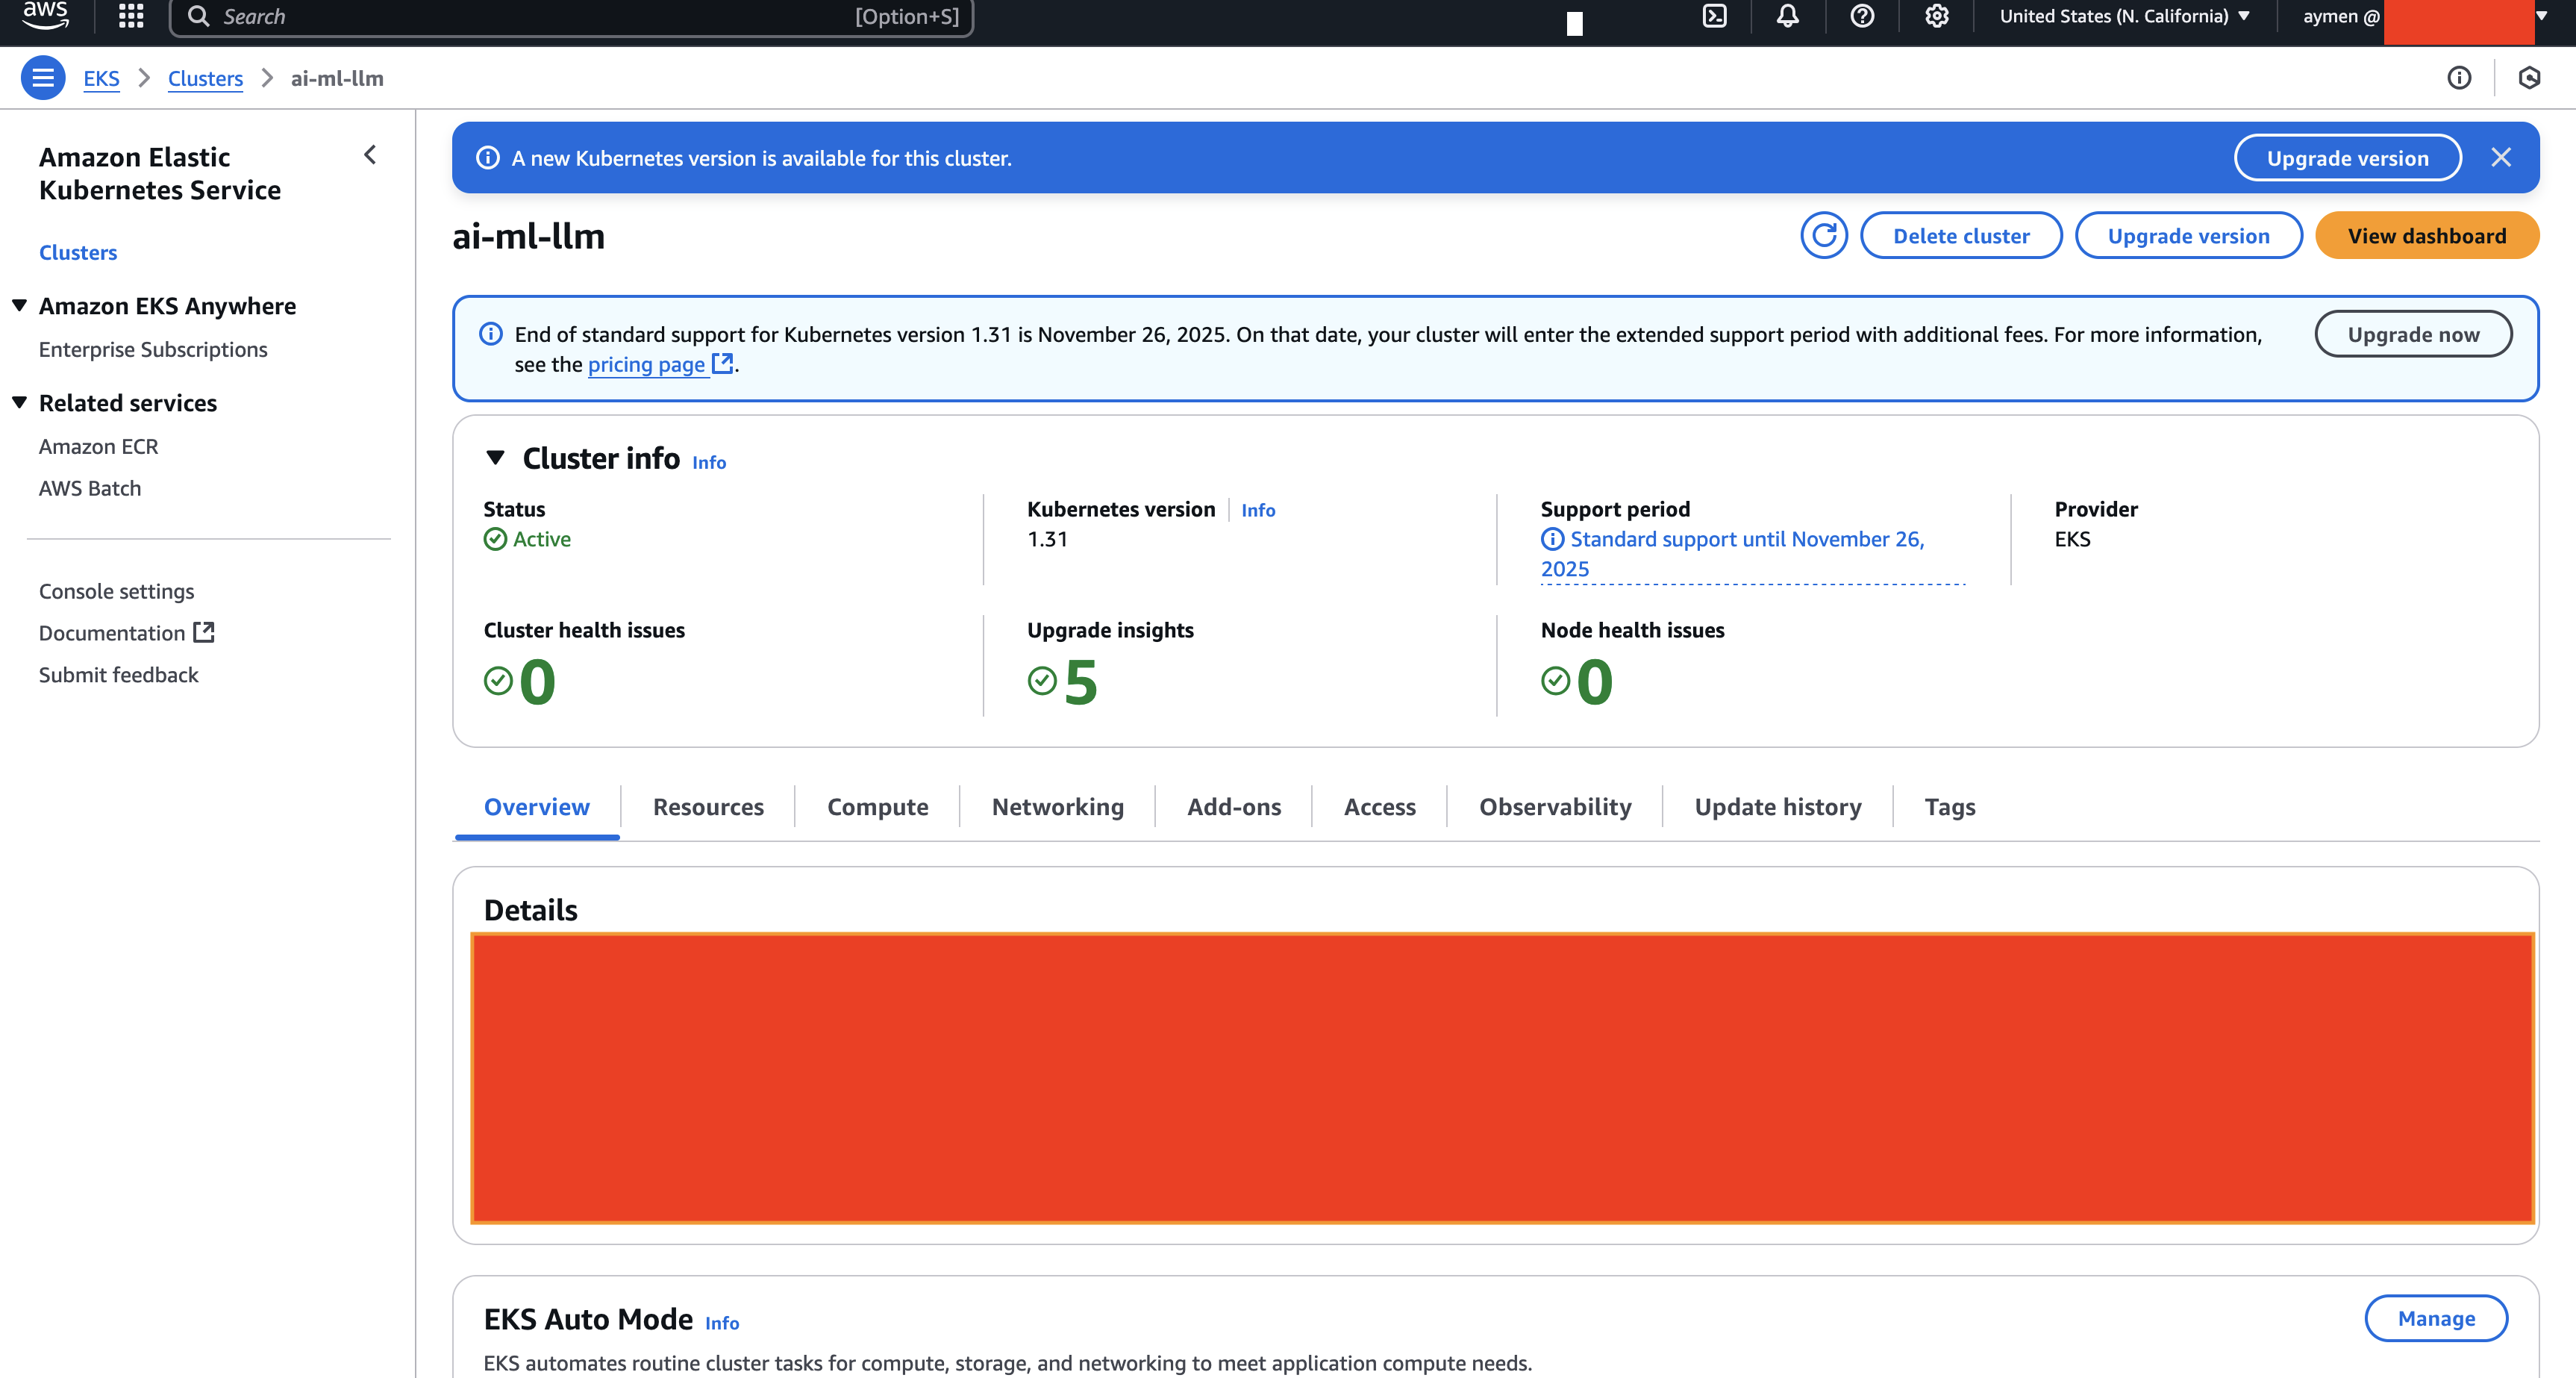 aws
Search
[Option+S]
United States (N. California)
aymen @
EKS
Clusters
ai-ml-llm
Amazon Elastic
Kubernetes Service
Clusters
Amazon EKS Anywhere
Enterprise Subscriptions
Related services
Amazon ECR
AWS Batch
Console settings
Documentation
Submit feedback
A new Kubernetes version is available for this cluster.
Upgrade version
ai-ml-llm
Delete cluster
Upgrade version
View dashboard
End of standard support for Kubernetes version 1.31 is November 26, 2025. On that date, your cluster will enter the extended support period with additional fees. For more information,
see the pricing page.
Upgrade now
Cluster info Info
Status
Active
Kubernetes version Info
1.31
Support period
Standard support until November 26,
2025
Provider
EKS
Cluster health issues
0
Upgrade insights
5
Node health issues
0
Overview
Resources
Compute
Networking
Add-ons
Access
Observability
Update history
Tags
Details
EKS Auto Mode Info
Manage
EKS automates routine cluster tasks for compute, storage, and networking to meet application compute needs.